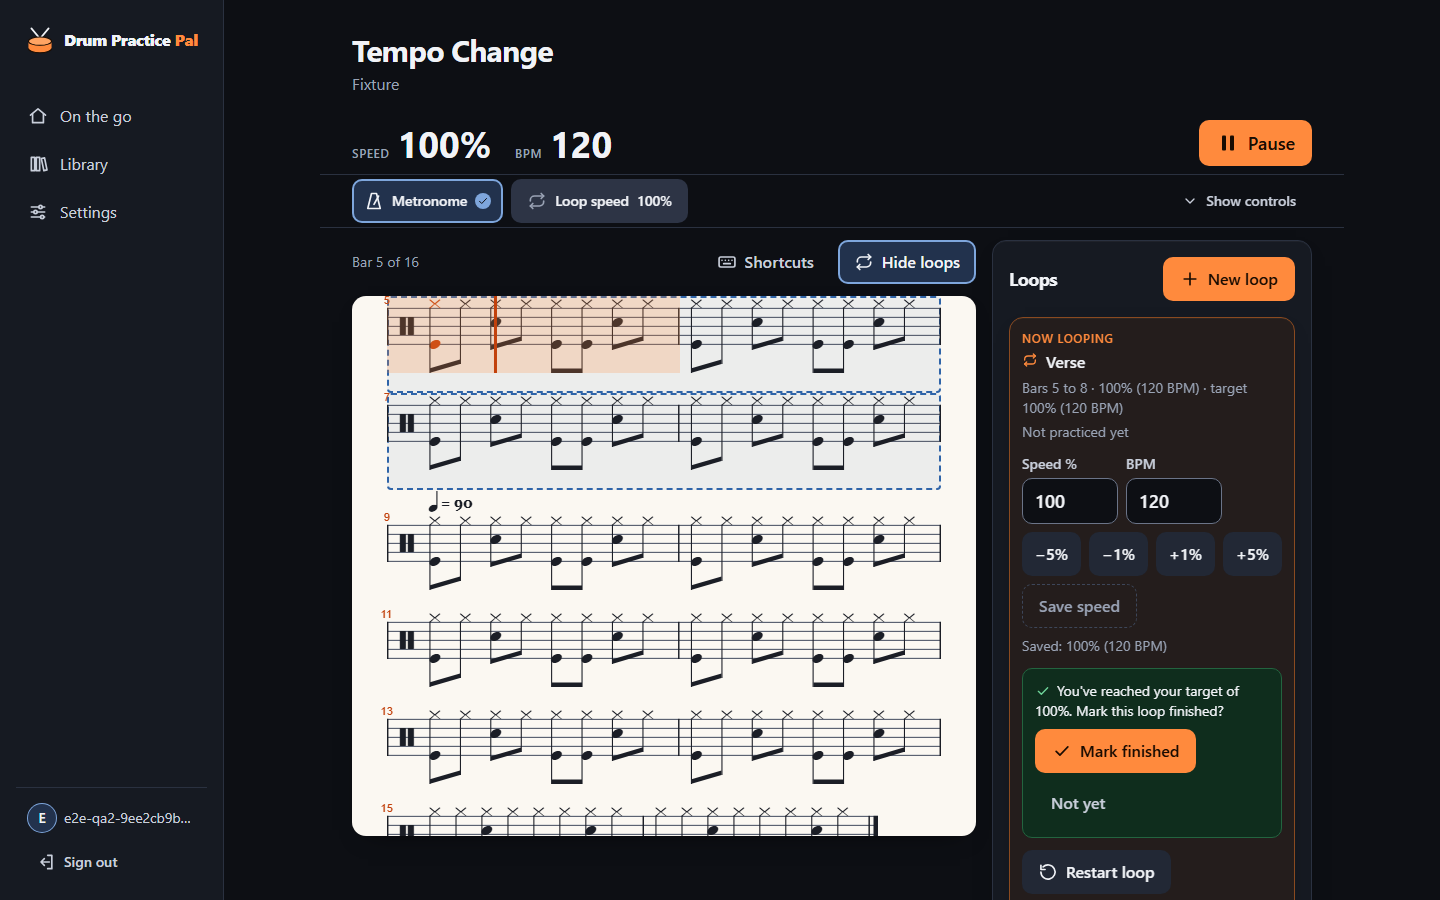 Drum Practice Pal
On the go
Library
Settings
e2e-qa2-9ee2cb9b...
E
Sign out
Tempo Change
Fixture
SPEED 100% BPM 120
Pause
Metronome
Loop speed 100%
Show controls
Bar 5 of 16
Shortcuts
Hide loops
5
7
= 90
9
11
13
15
Loops
New loop
NOW LOOPING
Verse
Bars 5 to 8 · 100% (120 BPM) · target
100% (120 BPM)
Not practiced yet
Speed % BPM
100 120
−5% −1% +1% +5%
Save speed
Saved: 100% (120 BPM)
You've reached your target of
100%. Mark this loop finished?
Mark finished
Not yet
Restart loop